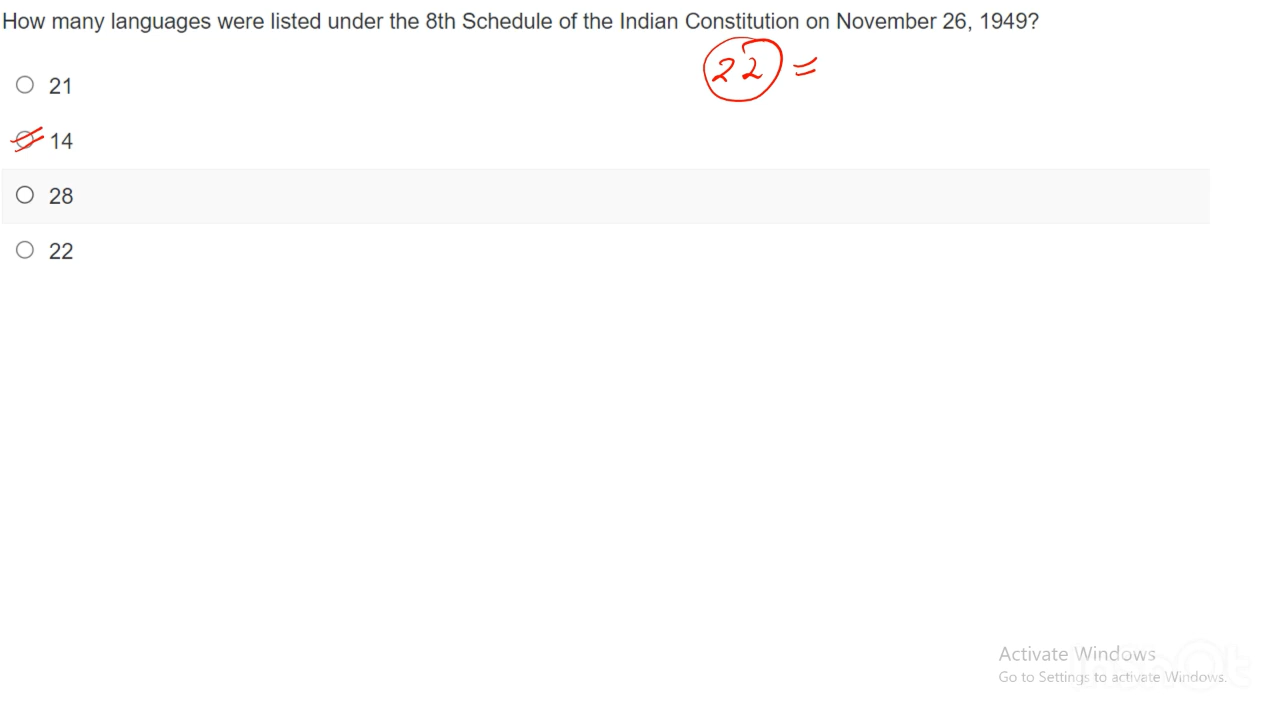 How many languages were listed under the 8th Schedule of the Indian Constitution on November 26, 1949?
22 =
21
14
28
22
Activate Windows
Go to Settings to activate Windows.